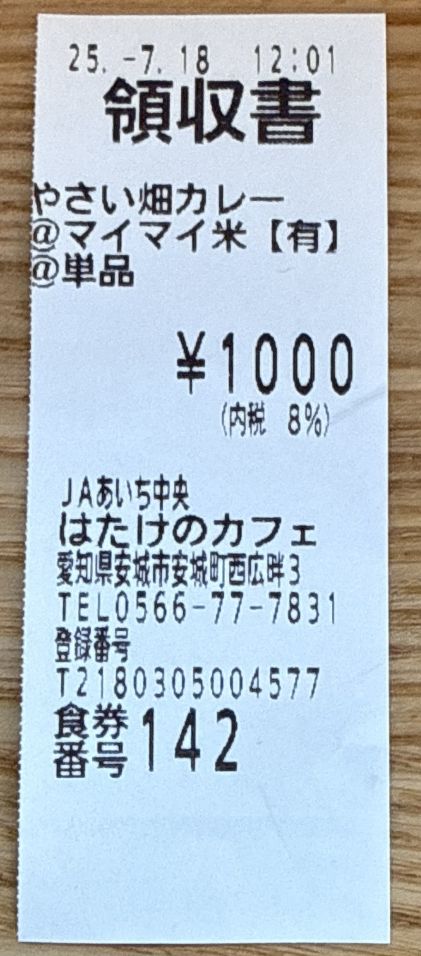 25.-7.18 12:01
領収書
やさい畑カレー
@マイマイ米【有】
@単品
¥1000
(内税 8%)
JAあいち中央
はたけのカフェ
愛知県安城市安城町西広畔3
TEL0566-77-7831
登録番号
T2180305004577
食券番号142